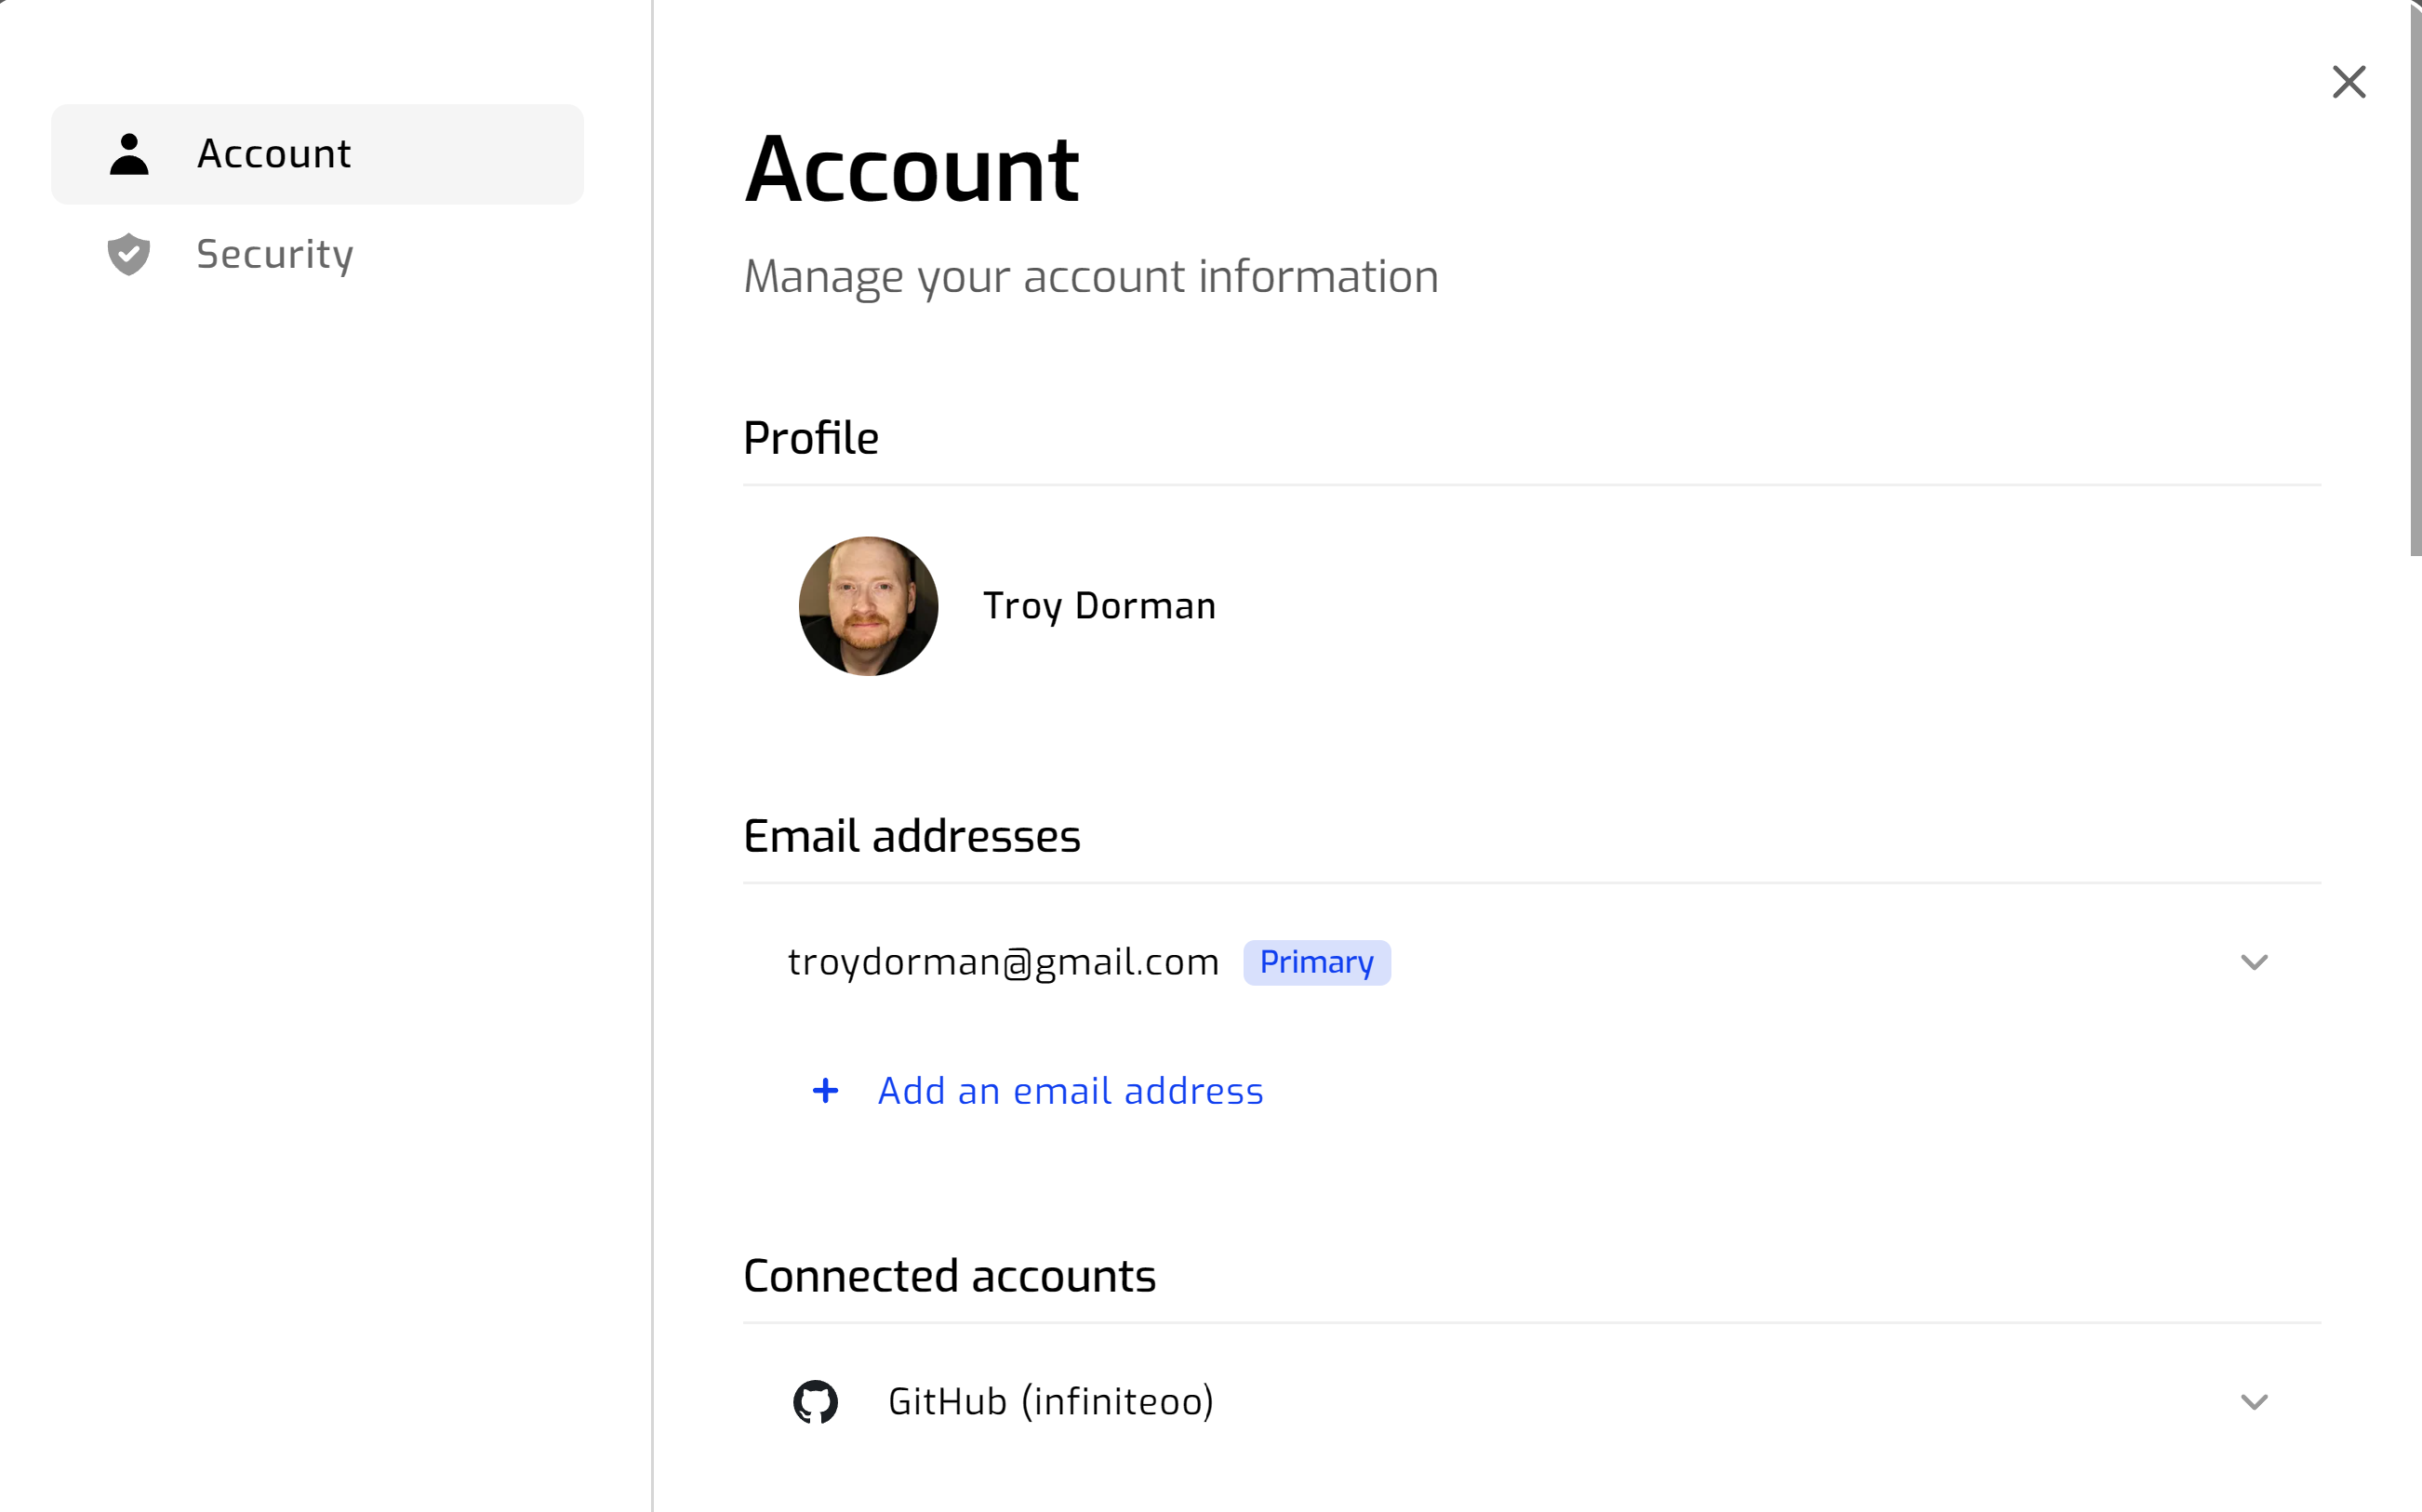 Account
Security
Account
Manage your account information
Profile
Troy Dorman
Email addresses
troydorman@gmail.com Primary
+ Add an email address
Connected accounts
GitHub (infiniteoo)